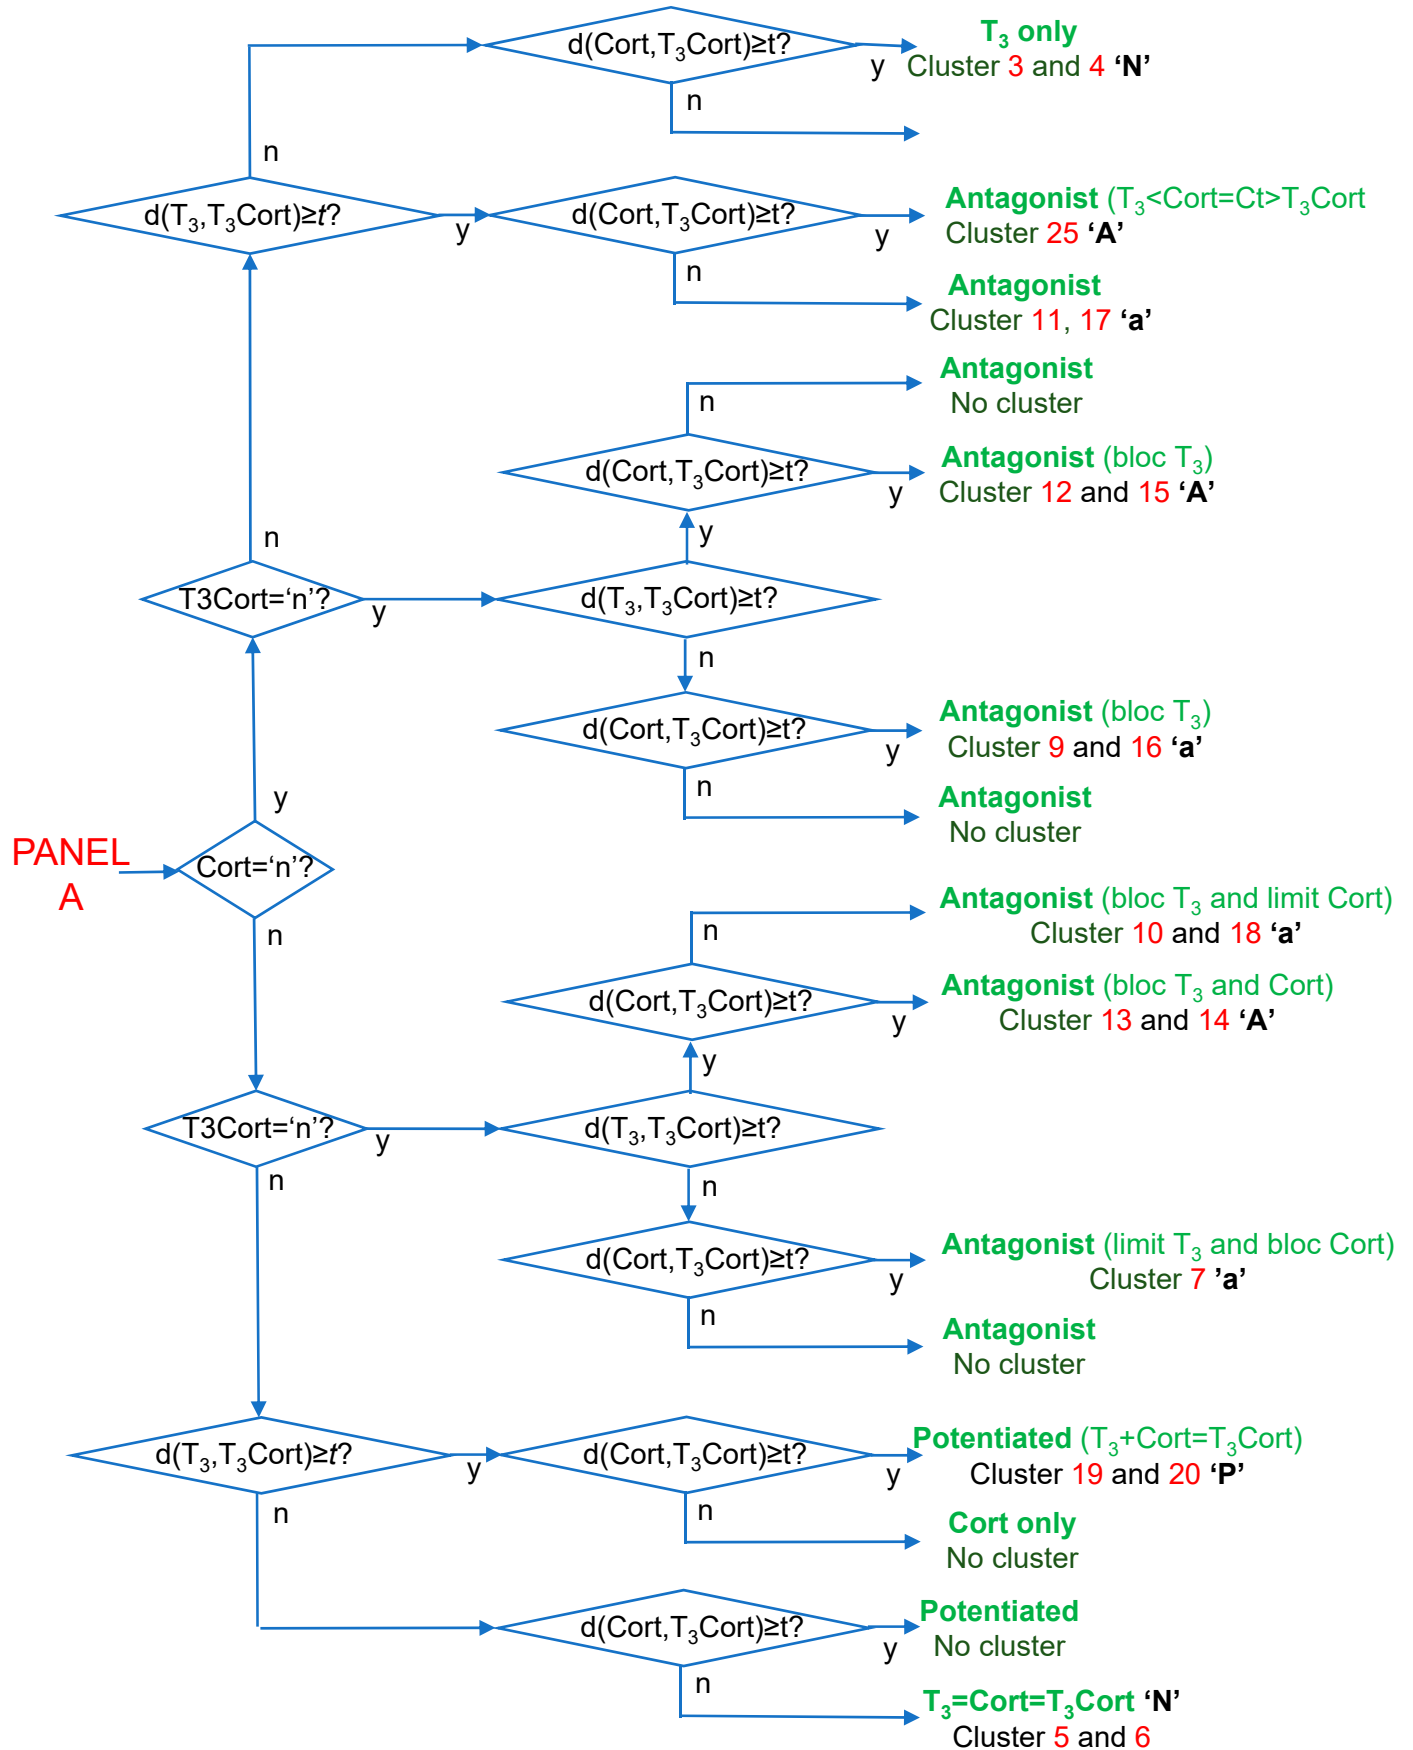 d(Cort,T₃Cort)≥t?
y
T₃ only
Cluster 3 and 4 ‘N’
n
n
d(T₃,T₃Cort)≥t?
y
d(Cort,T₃Cort)≥t?
y
Antagonist (T₃<Cort=Ct>T₃Cort
Cluster 25 ‘A’
n
Antagonist
Cluster 11, 17 ‘a’
Antagonist
No cluster
n
d(Cort,T₃Cort)≥t?
y
Antagonist (bloc T₃)
Cluster 12 and 15 ‘A’
y
n
T3Cort=‘n’?
y
d(T₃,T₃Cort)≥t?
n
d(Cort,T₃Cort)≥t?
y
Antagonist (bloc T₃)
Cluster 9 and 16 ‘a’
n
Antagonist
No cluster
y
PANEL
A
Cort=‘n’?
n
Antagonist (bloc T₃ and limit Cort)
Cluster 10 and 18 ‘a’
n
d(Cort,T₃Cort)≥t?
y
Antagonist (bloc T₃ and Cort)
Cluster 13 and 14 ‘A’
y
T3Cort=‘n’?
y
d(T₃,T₃Cort)≥t?
n
n
d(Cort,T₃Cort)≥t?
y
Antagonist (limit T₃ and bloc Cort)
Cluster 7 ’a’
n
Antagonist
No cluster
d(T₃,T₃Cort)≥t?
y
d(Cort,T₃Cort)≥t?
y
Potentiated (T₃+Cort=T₃Cort)
Cluster 19 and 20 ‘P’
n
n
Cort only
No cluster
d(Cort,T₃Cort)≥t?
y
Potentiated
No cluster
n
T₃=Cort=T₃Cort ‘N’
Cluster 5 and 6